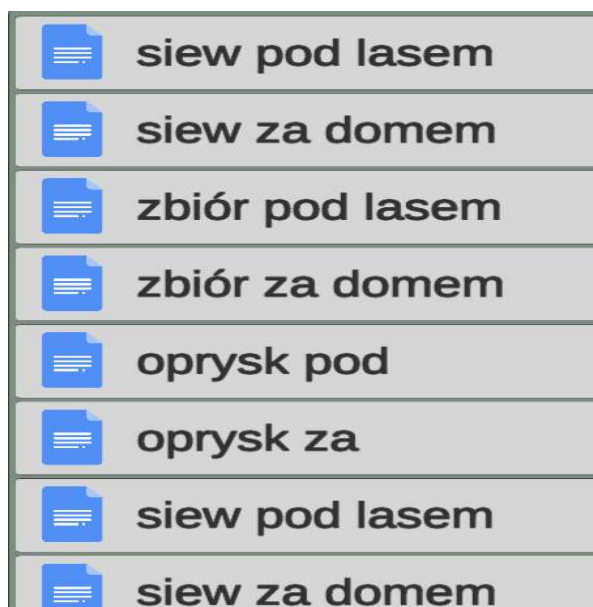 siew pod lasem
siew za domem
zbiór pod lasem
zbiór za domem
oprysk pod
oprysk za
siew pod lasem
siew za domem